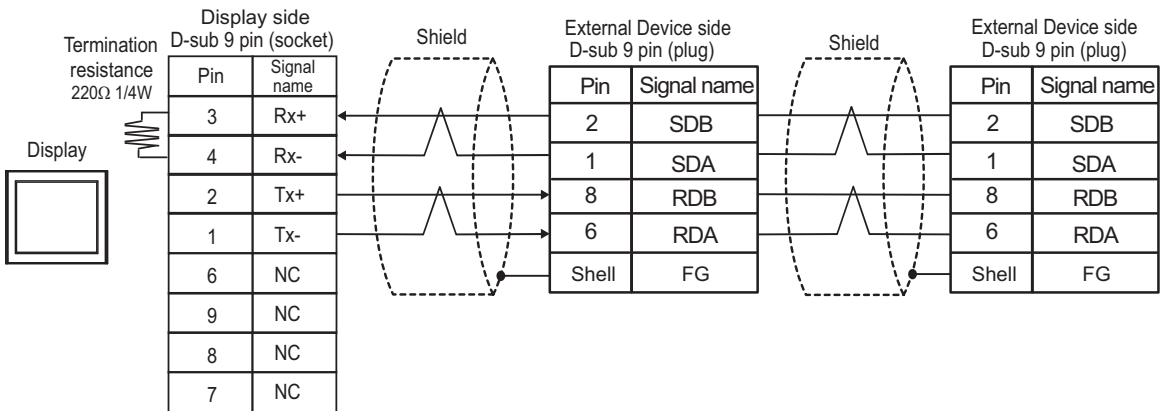 Termination
resistance
220Ω 1/4W
Display
Display side
D-sub 9 pin (socket)
Pin Signal name
3 Rx+
4 Rx-
2 Tx+
1 Tx-
6 NC
9 NC
8 NC
7 NC
Shield
External Device side
D-sub 9 pin (plug)
Pin Signal name
2 SDB
1 SDA
8 RDB
6 RDA
Shell FG
Shield
External Device side
D-sub 9 pin (plug)
Pin Signal name
2 SDB
1 SDA
8 RDB
6 RDA
Shell FG